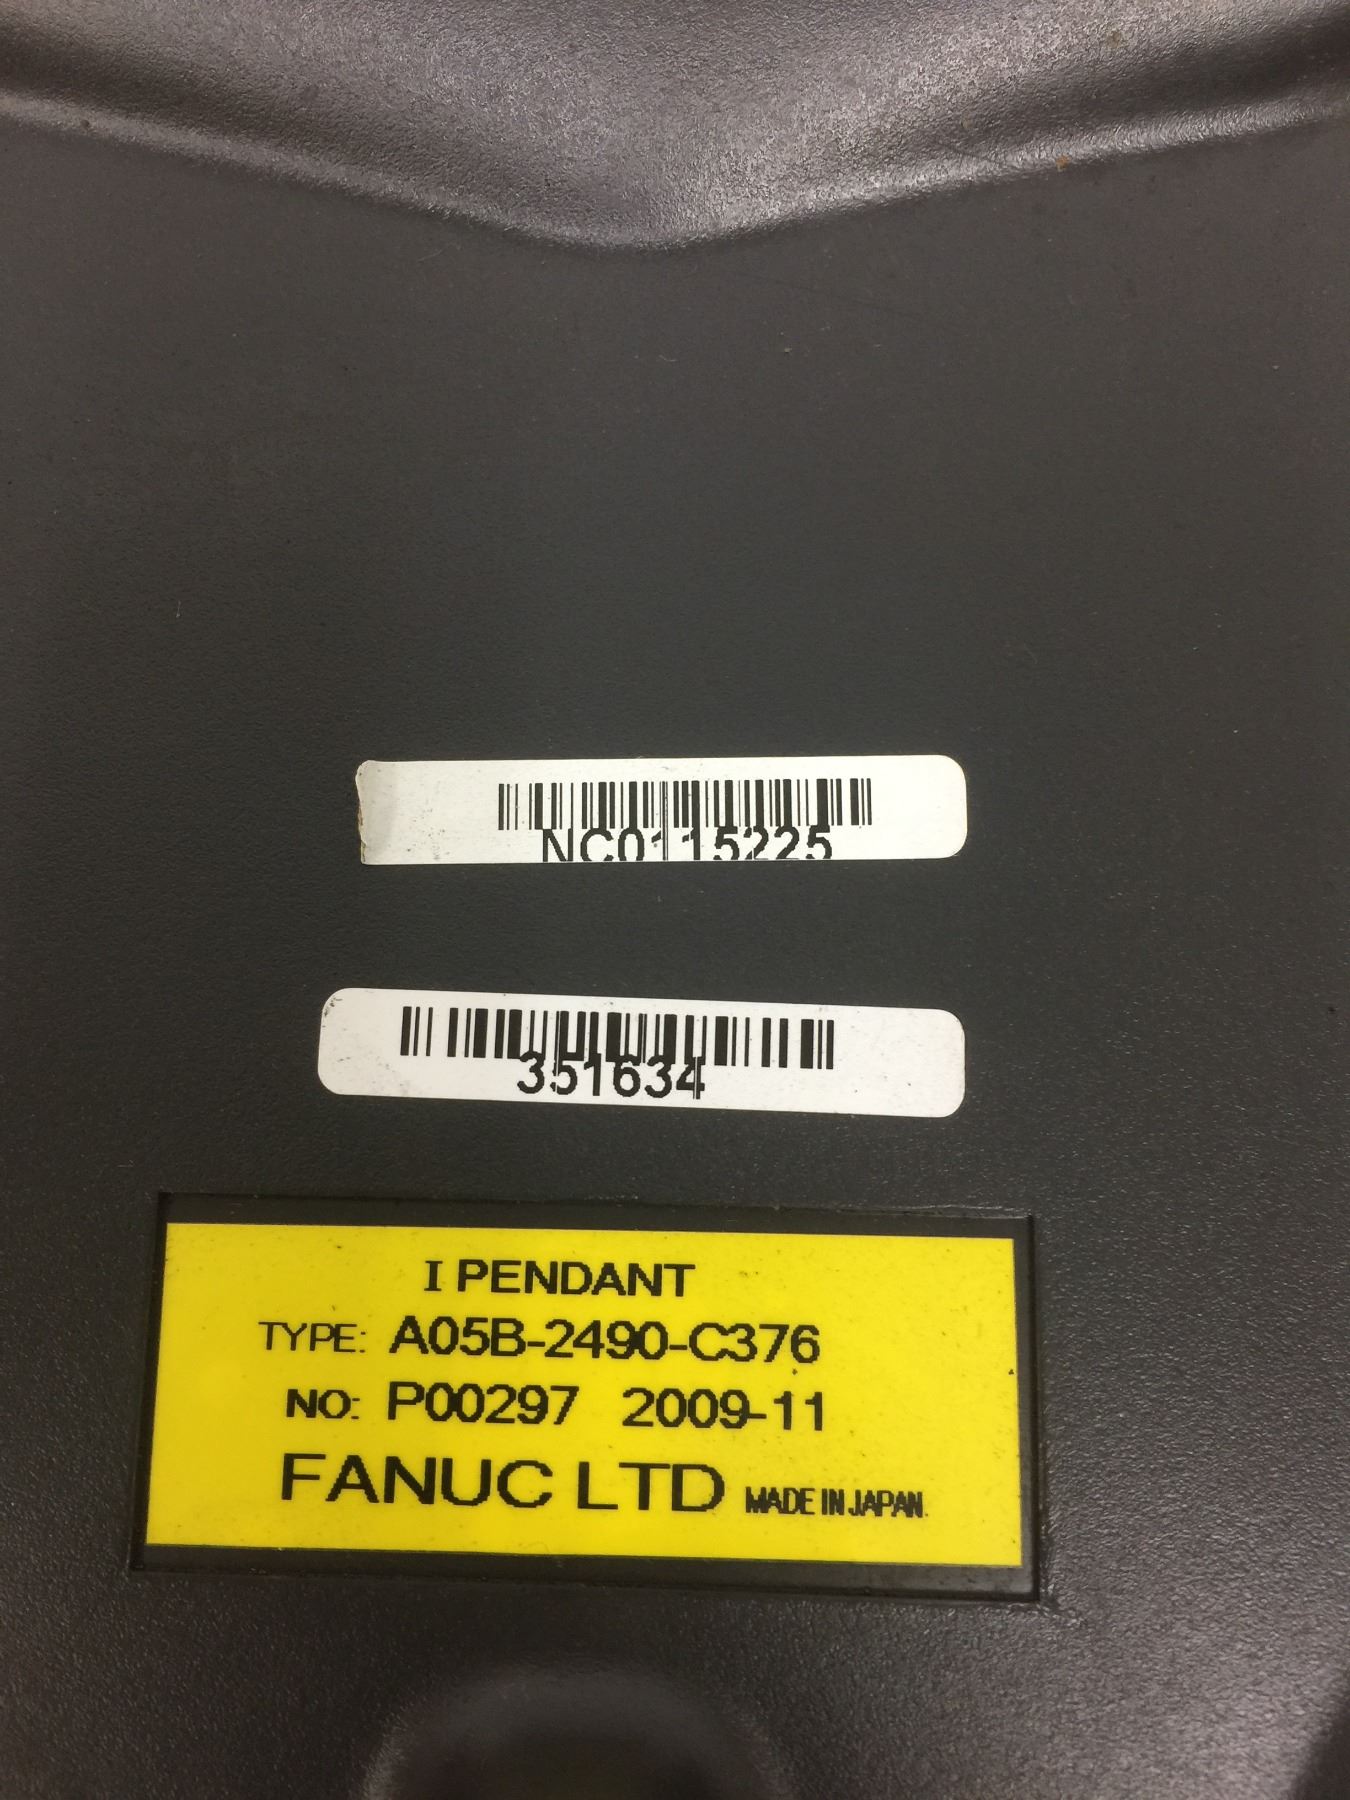 NC0115225
351634
I PENDANT
TYPE: A05B-2490-C376
NO: P00297 2009-11
FANUC LTD MADE IN JAPAN.